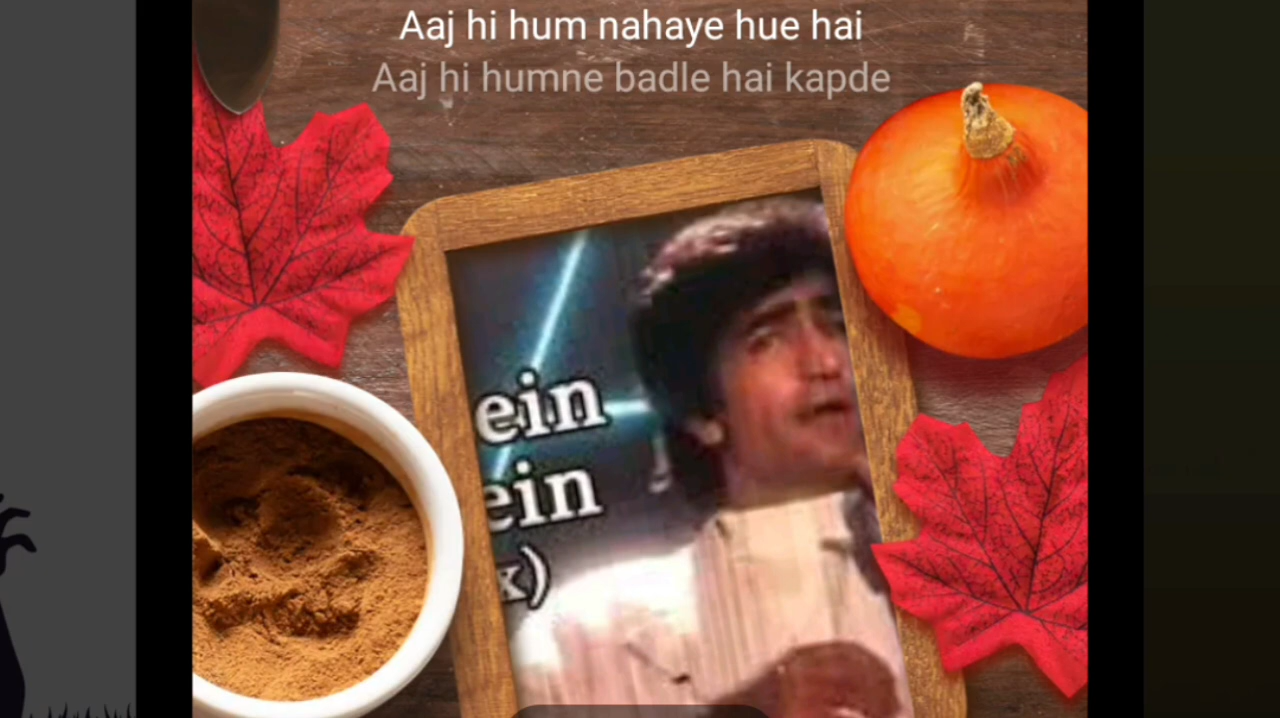 Aaj hi hum nahaye hue hai
Aaj hi humne badle hai kapde
ein
ein
x)